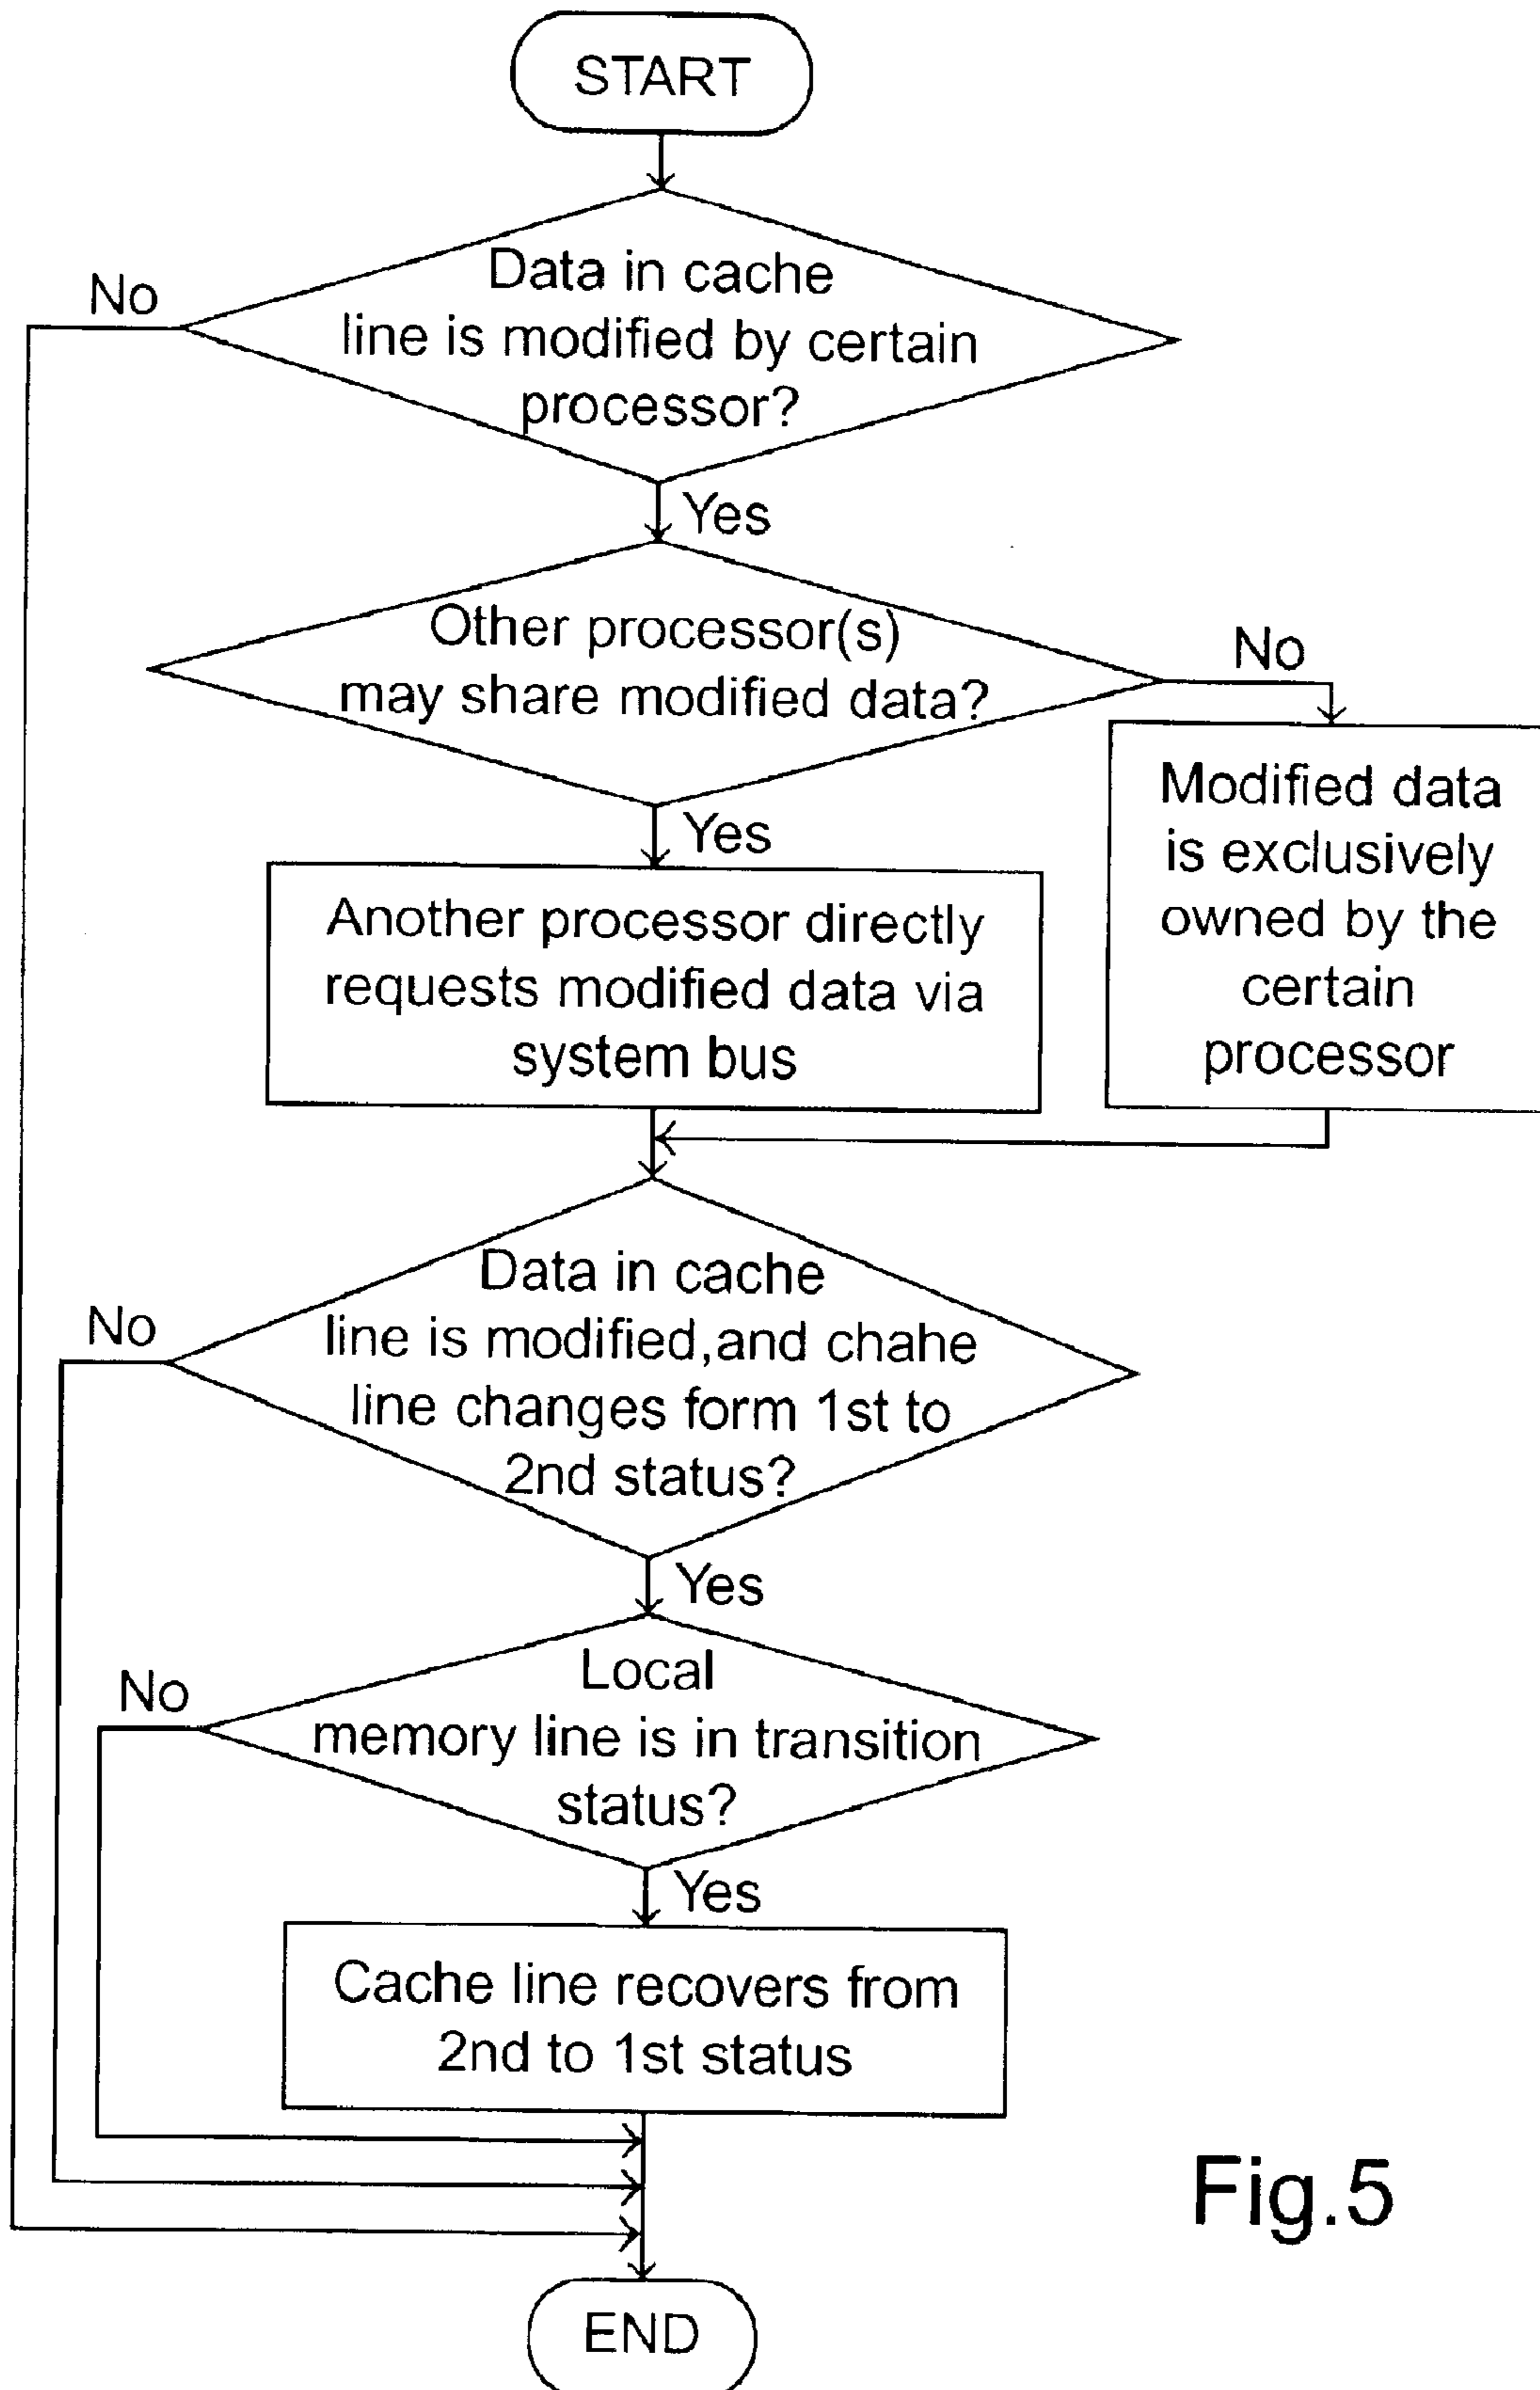 START
Data in cache
line is modified by certain
processor?
No
Yes
Other processor(s)
may share modified data?
No
Yes
Modified data
is exclusively
owned by the
certain
processor
Another processor directly
requests modified data via
system bus
Data in cache
line is modified,and chahe
line changes form 1st to
2nd status?
No
Yes
Local
memory line is in transition
status?
No
Yes
Cache line recovers from
2nd to 1st status
END
Fig.5